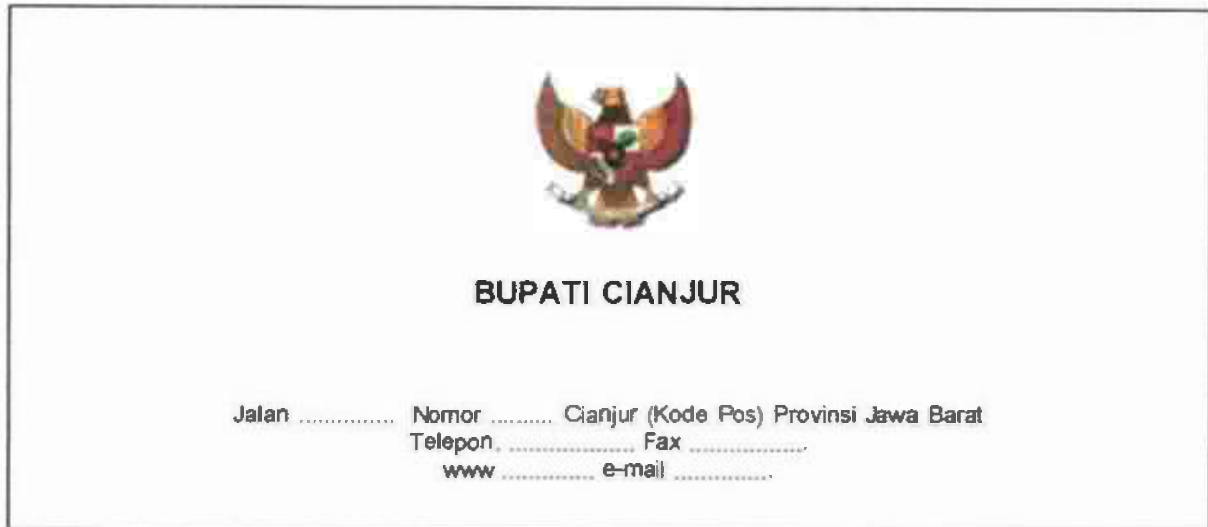 BUPATI CIANJUR
Jalan .............. Nomor ......... Cianjur (Kode Pos) Provinsi Jawa Barat
Telepon. .................. Fax .................
www .............. e-mail ..............